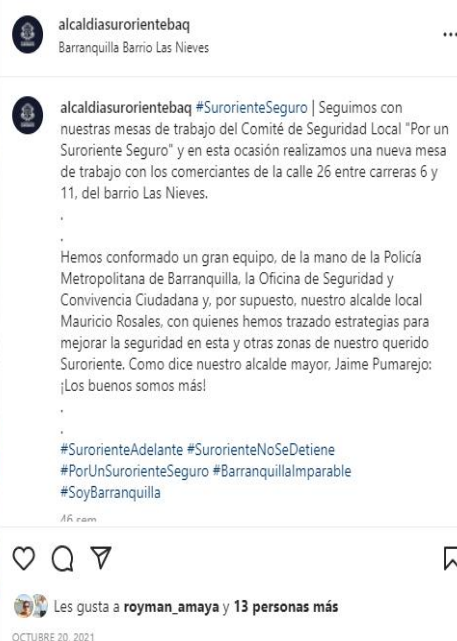 alcaldiasurorientebaq
Barranquilla Barrio Las Nieves
alcaldiasurorientebaq #SurorienteSeguro | Seguimos con
nuestras mesas de trabajo del Comité de Seguridad Local "Por un
Suroriente Seguro" y en esta ocasión realizamos una nueva mesa
de trabajo con los comerciantes de la calle 26 entre carreras 6 y
11, del barrio Las Nieves.
.
.
Hemos conformado un gran equipo, de la mano de la Policía
Metropolitana de Barranquilla, la Oficina de Seguridad y
Convivencia Ciudadana y, por supuesto, nuestro alcalde local
Mauricio Rosales, con quienes hemos trazado estrategias para
mejorar la seguridad en esta y otras zonas de nuestro querido
Suroriente. Como dice nuestro alcalde mayor, Jaime Pumarejo:
¡Los buenos somos más!
.
.
#SurorienteAdelante #SurorienteNoSeDetiene
#PorUnSurorienteSeguro #BarranquillaImparable
#SoyBarranquilla
46 sem
Les gusta a royman_amaya y 13 personas más
OCTUBRE 20, 2021